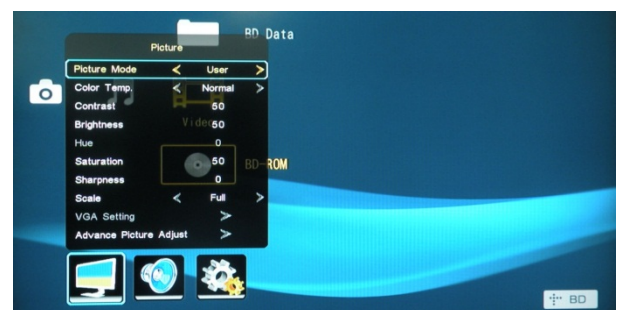 BD Data
Picture
Picture Mode < User >
Color Temp. < Normal >
Contrast 50
Brightness 50
Video
Hue 0
Saturation 50
BD-ROM
Sharpness 0
Scale < Full >
VGA Setting >
Advance Picture Adjust >
BD